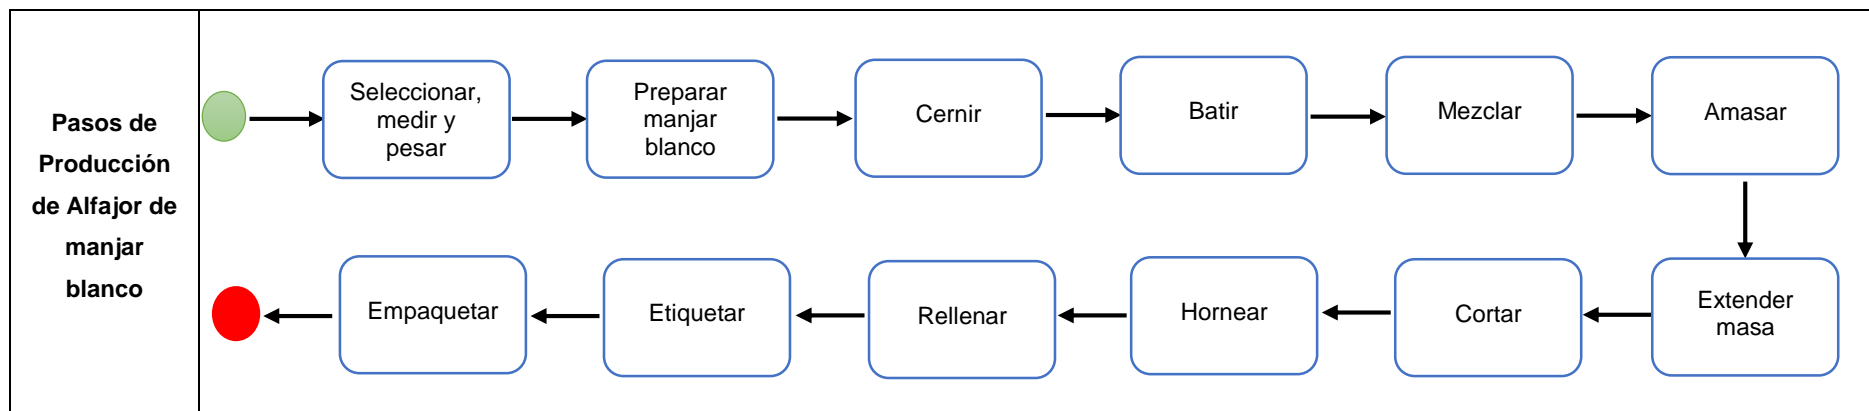 Pasos de
Producción
de Alfajor de
manjar
blanco
Seleccionar,
medir y
pesar
Preparar
manjar
blanco
Cernir
Batir
Mezclar
Amasar
Extender
masa
Cortar
Hornear
Rellenar
Etiquetar
Empaquetar